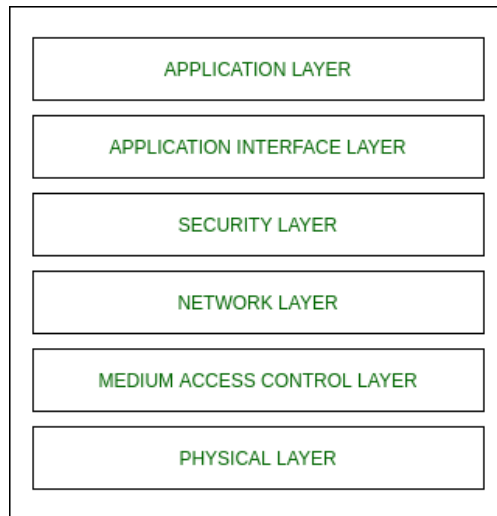 APPLICATION LAYER
APPLICATION INTERFACE LAYER
SECURITY LAYER
NETWORK LAYER
MEDIUM ACCESS CONTROL LAYER
PHYSICAL LAYER